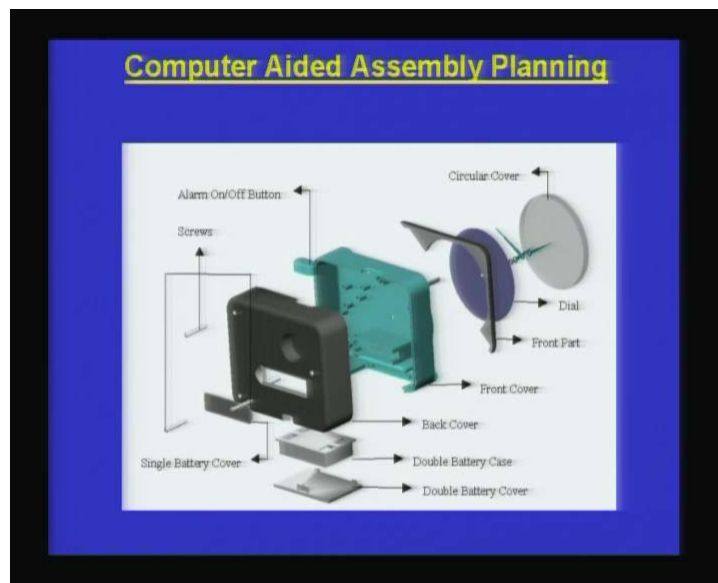 Computer Aided Assembly Planning
Circular Cover
Alarm On/Off Button
Screws
Dial
Front Part
Front Cover
Back Cover
Single Battery Cover
Double Battery Case
Double Battery Cover